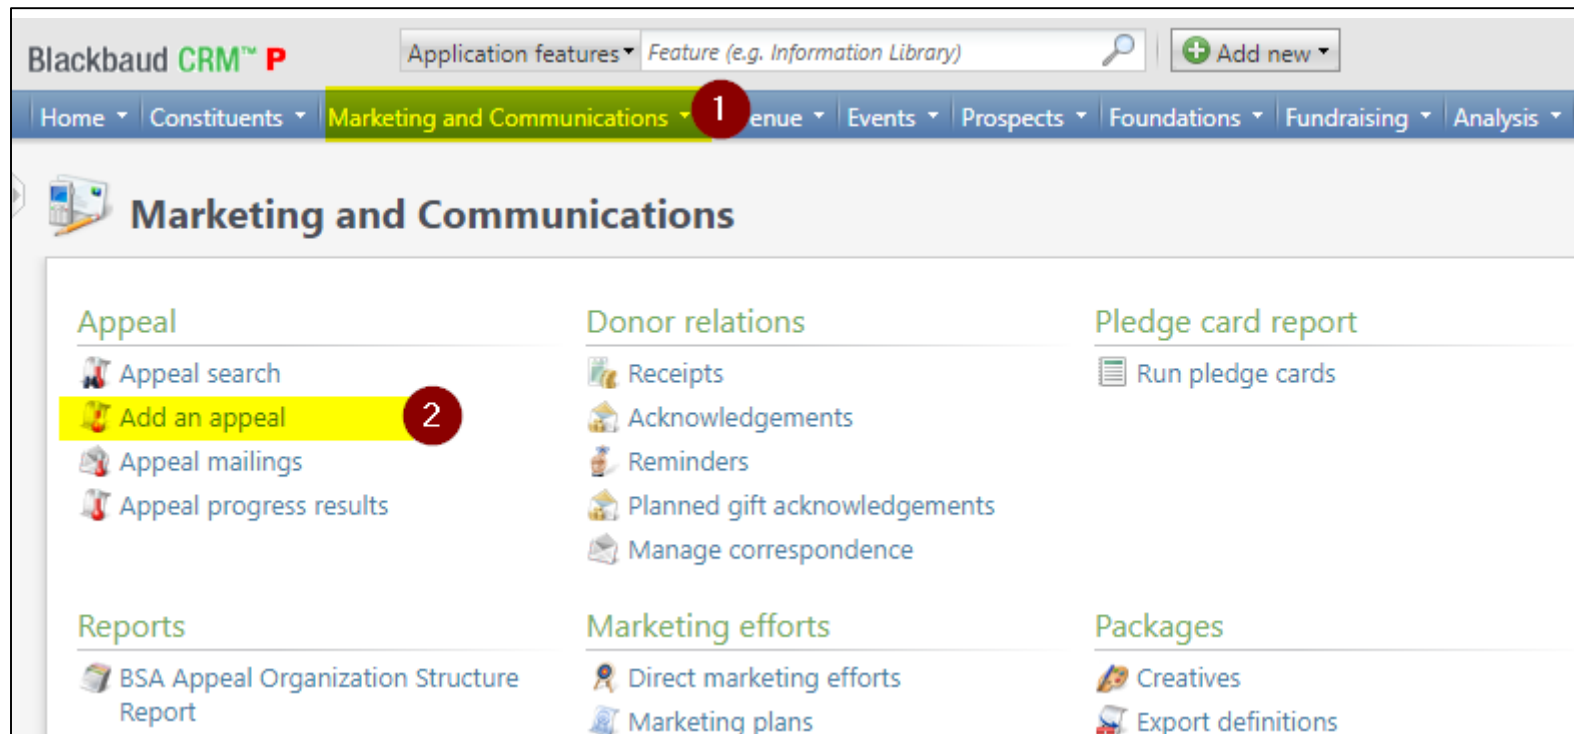 Blackbaud CRM™ P Application features Feature (e.g. Information Library) Add new
Home Constituents Marketing and Communications 1 enue Events Prospects Foundations Fundraising Analysis
Marketing and Communications
Appeal
Appeal search
Add an appeal 2
Appeal mailings
Appeal progress results
Donor relations
Receipts
Acknowledgements
Reminders
Planned gift acknowledgements
Manage correspondence
Pledge card report
Run pledge cards
Reports
BSA Appeal Organization Structure
Report
Marketing efforts
Direct marketing efforts
Marketing plans
Packages
Creatives
Export definitions